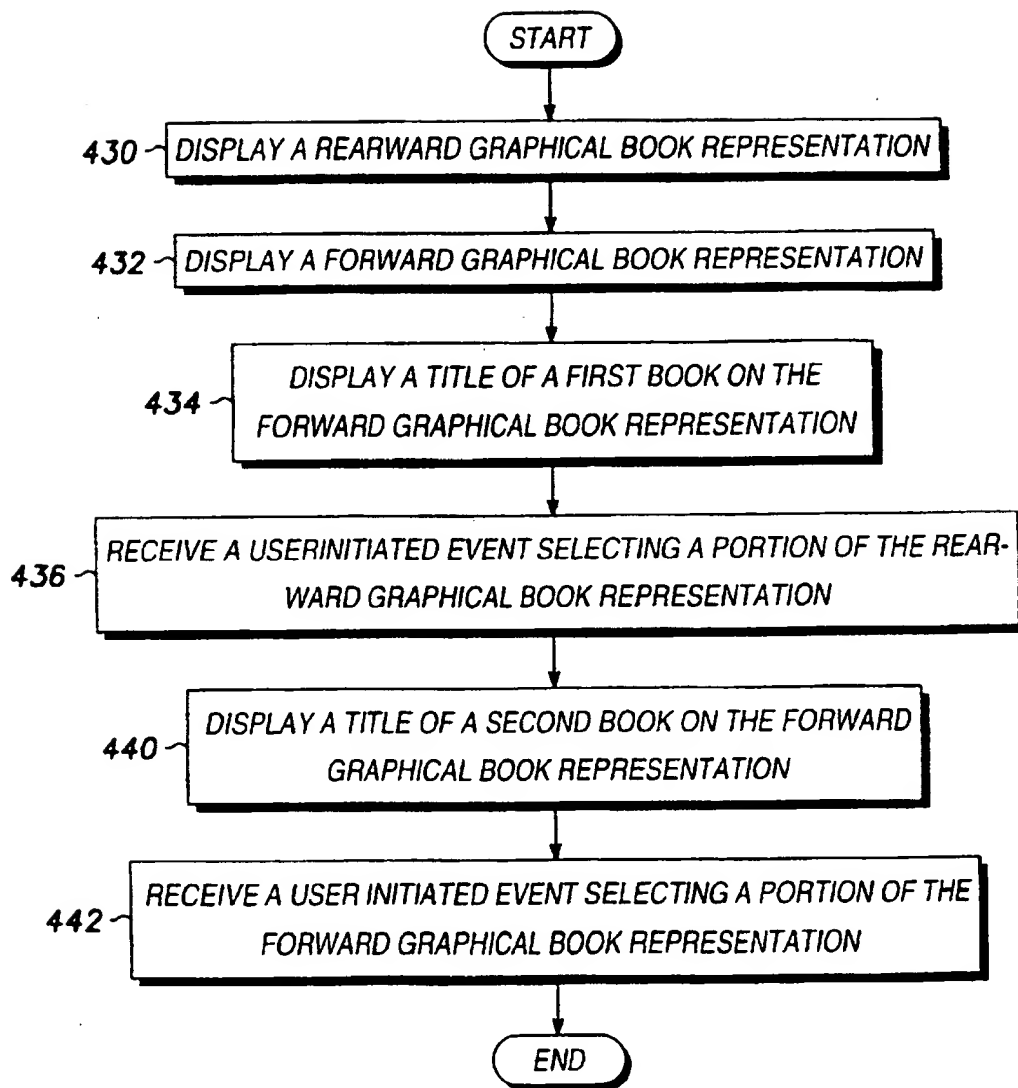 START
430 DISPLAY A REARWARD GRAPHICAL BOOK REPRESENTATION
432 DISPLAY A FORWARD GRAPHICAL BOOK REPRESENTATION
DISPLAY A TITLE OF A FIRST BOOK ON THE
434
FORWARD GRAPHICAL BOOK REPRESENTATION
RECEIVE A USERINITIATED EVENT SELECTING A PORTION OF THE REAR-
436
WARD GRAPHICAL BOOK REPRESENTATION
DISPLAY A TITLE OF A SECOND BOOK ON THE FORWARD
440
GRAPHICAL BOOK REPRESENTATION
RECEIVE A USER INITIATED EVENT SELECTING A PORTION OF THE
442
FORWARD GRAPHICAL BOOK REPRESENTATION
END